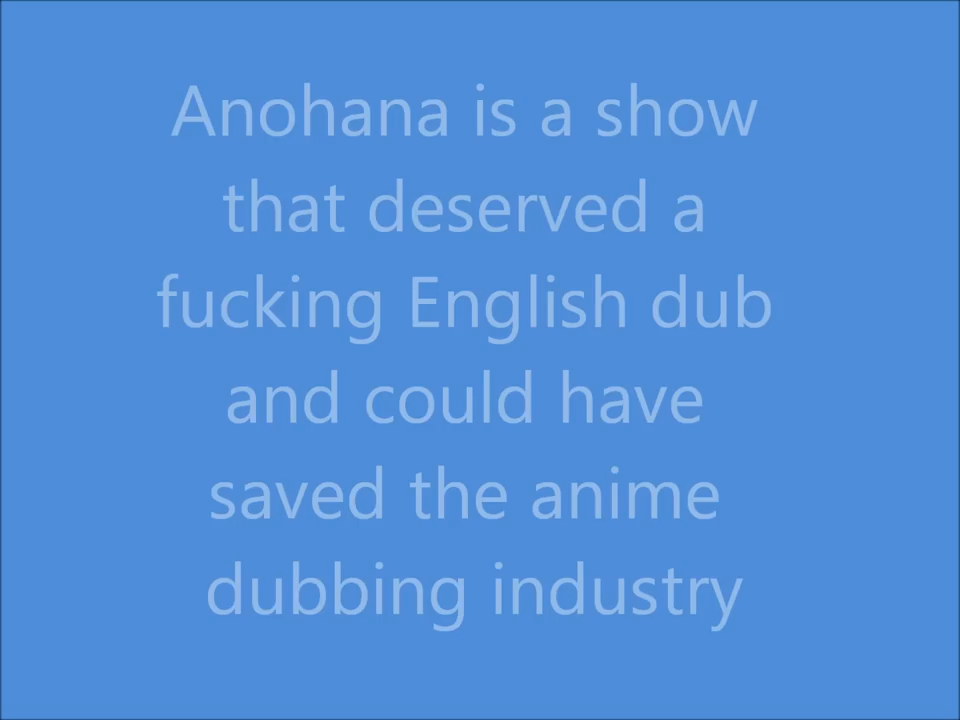 Anohana is a show
that deserved a
fucking English dub
and could have
saved the anime
dubbing industry